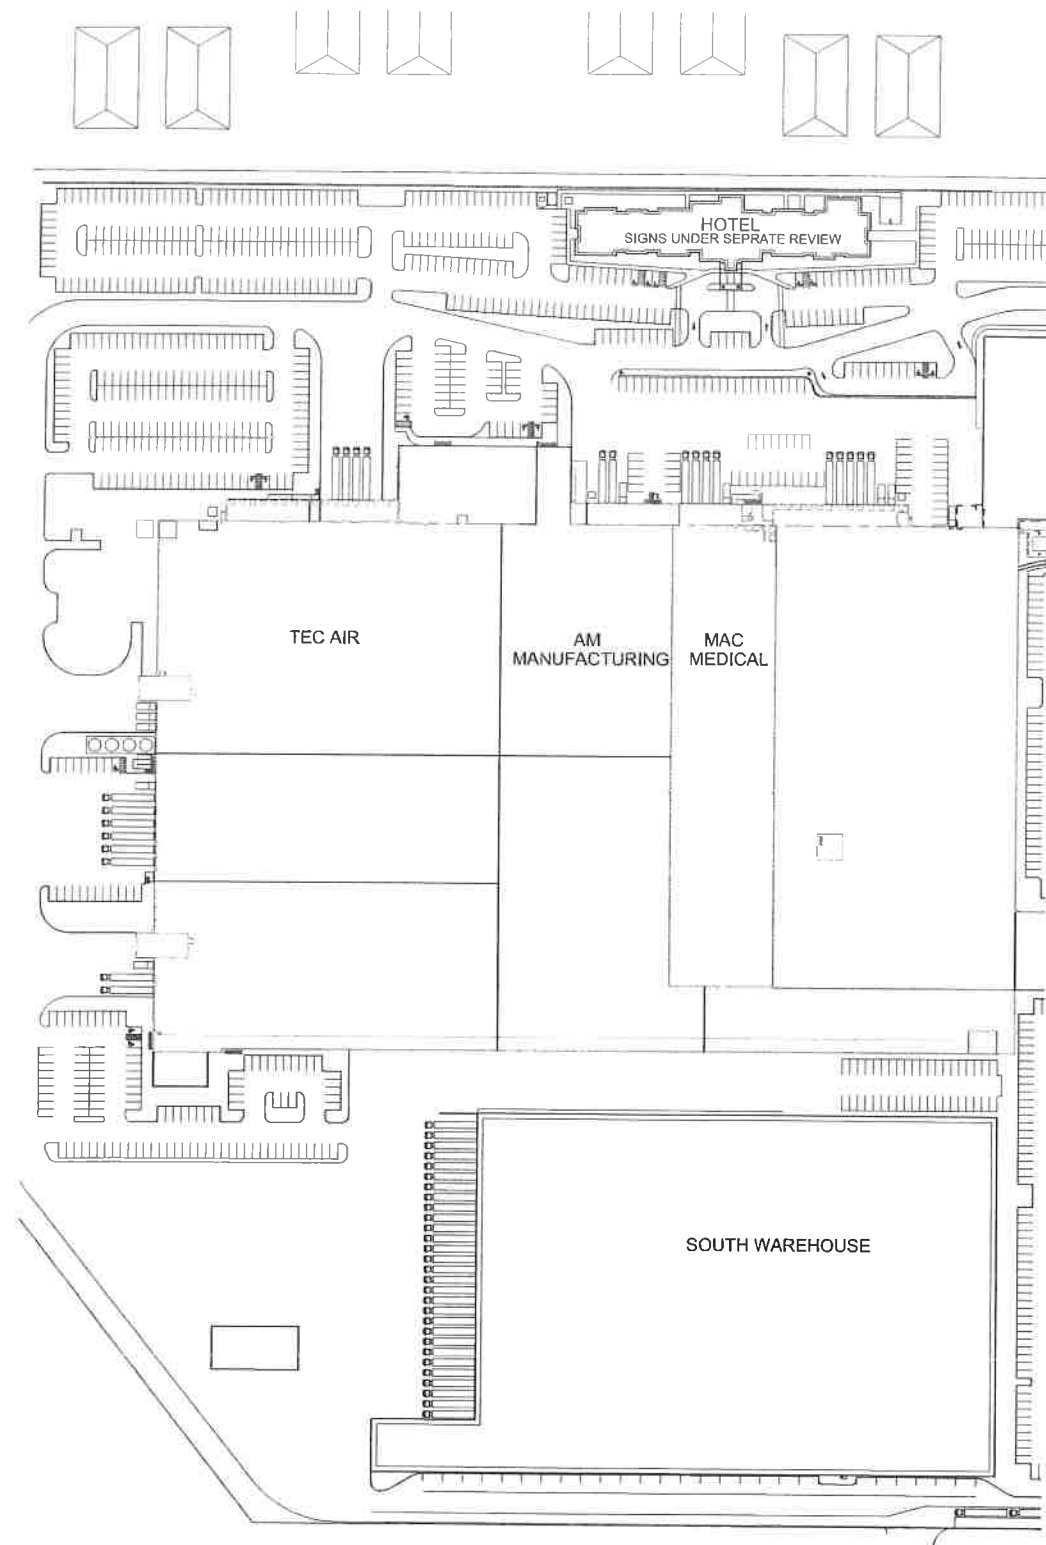 HOTEL
SIGNS UNDER SEPRATE REVIEW
TEC AIR
AM
MANUFACTURING
MAC
MEDICAL
SOUTH WAREHOUSE